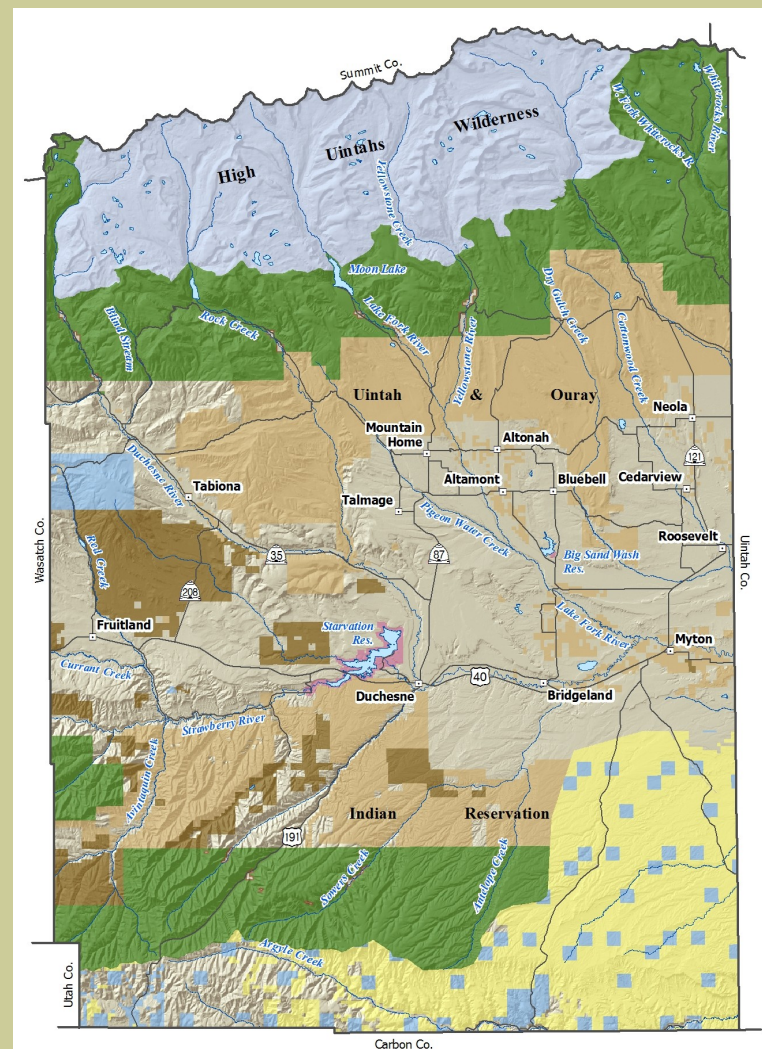 Summit Co.
High
Uintahs
Wilderness
Whiterocks River
W. Fork Whiterocks R.
Yellowstone Creek
Moon Lake
Blind Stream
Rock Creek
Lake Fork River
Yellowstone River
Dry Gulch Creek
Cottonwood Creek
Uintah
&
Ouray
Neola
Mountain
Home
Altonah
121
Duchesne River
Tabiona
Altamont
Bluebell
Cedarview
Talmage
Pigeon Water Creek
Wasatch Co.
Red Creek
35
87
Big Sand Wash
Res.
Roosevelt
Uintah Co.
208
Fruitland
Starvation
Res.
Lake Fork River
Myton
Currant Creek
40
Duchesne
Bridgeland
Strawberry River
Avintaquin Creek
Indian
Reservation
191
Sowers Creek
Antelope Creek
Argyle Creek
Utah Co.
Carbon Co.